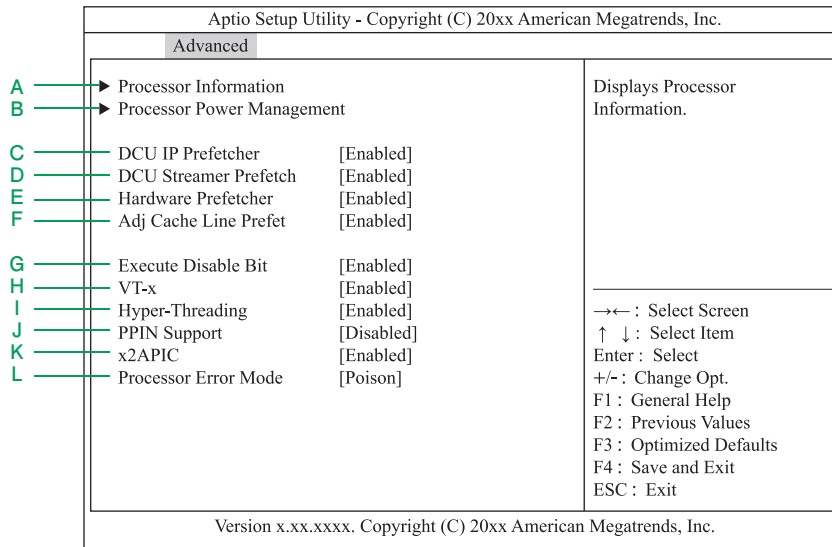 Aptio Setup Utility - Copyright (C) 20xx American Megatrends, Inc.
Advanced
A ▶ Processor Information
B ▶ Processor Power Management
C DCU IP Prefetcher [Enabled]
D DCU Streamer Prefetch [Enabled]
E Hardware Prefetcher [Enabled]
F Adj Cache Line Prefet [Enabled]
G Execute Disable Bit [Enabled]
H VT-x [Enabled]
I Hyper-Threading [Enabled]
J PPIN Support [Disabled]
K x2APIC [Enabled]
L Processor Error Mode [Poison]
Displays Processor
Information.
→← : Select Screen
↑ ↓ : Select Item
Enter : Select
+/- : Change Opt.
F1 : General Help
F2 : Previous Values
F3 : Optimized Defaults
F4 : Save and Exit
ESC : Exit
Version x.xx.xxxx. Copyright (C) 20xx American Megatrends, Inc.